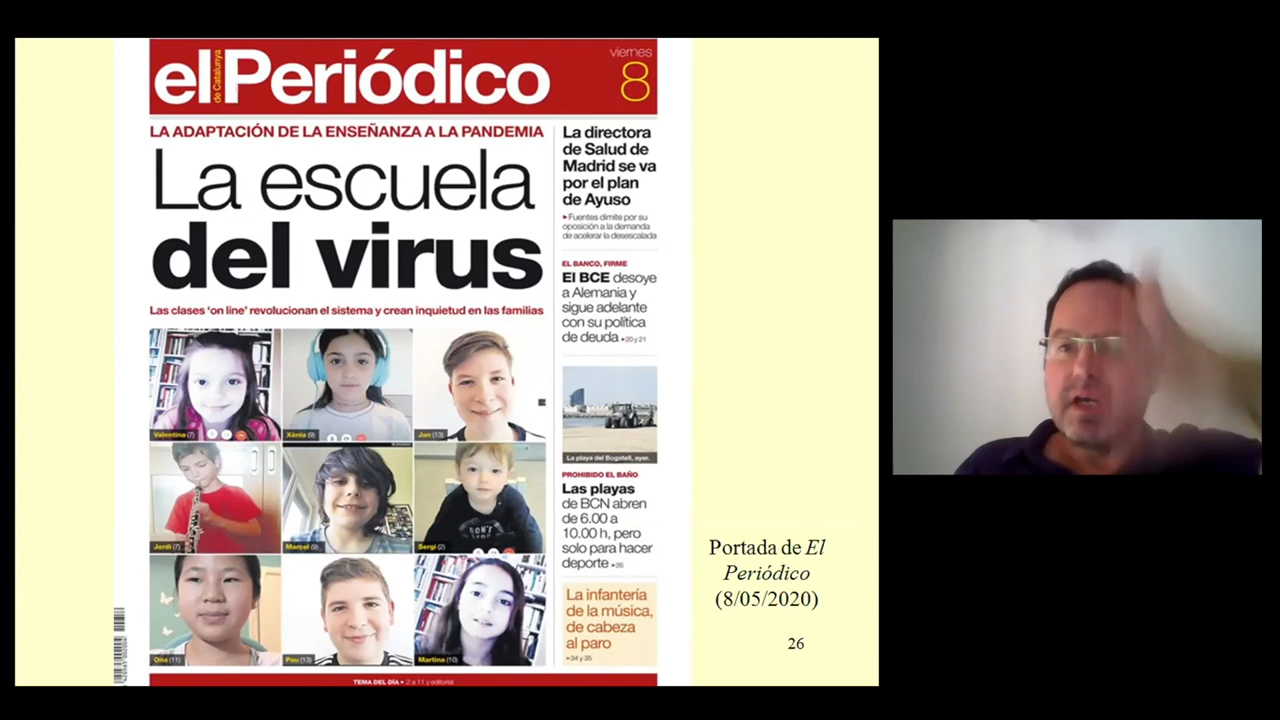 elPeriódico
de Catalunya
viernes
8
LA ADAPTACIÓN DE LA ENSEÑANZA A LA PANDEMIA
La escuela
del virus
Las clases ‘on line’ revolucionan el sistema y crean inquietud en las familias
Valentina (7)
Xènia (9)
Jan (13)
Jordi (7)
Marcel (9)
Sergi (2)
DON'T
Ona (11)
Pau (13)
Martina (10)
La directora
de Salud de
Madrid se va
por el plan
de Ayuso
Fuentes dimite por su
oposición a la demanda
de acelerar la desescalada
EL BANCO, FIRME
El BCE desoye
a Alemania y
sigue adelante
con su política
de deuda 20 y 21
La playa del Bogatell, ayer.
PROHIBIDO EL BAÑO
Las playas
de BCN abren
de 6.00 a
10.00 h, pero
solo para hacer
deporte 26
La infantería
de la música,
de cabeza
al paro
34 y 35
TEMA DEL DÍA 2 a 11 y editorial
Portada de El
Periódico
(8/05/2020)
26